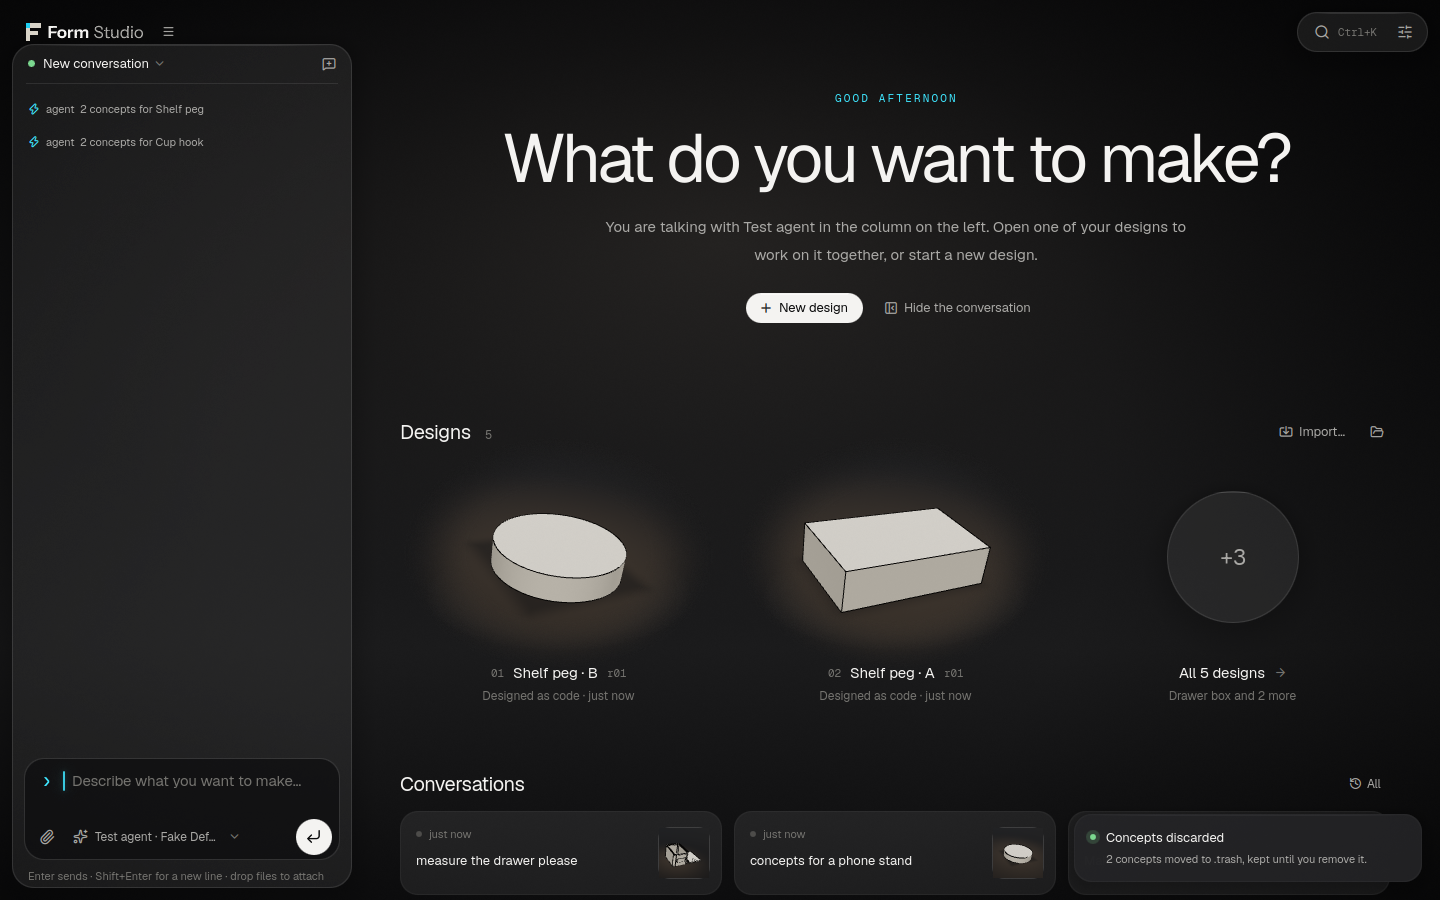 Form Studio
Ctrl+K
New conversation
agent 2 concepts for Shelf peg
agent 2 concepts for Cup hook
Describe what you want to make...
Test agent · Fake Def...
Enter sends · Shift+Enter for a new line · drop files to attach
GOOD AFTERNOON
What do you want to make?
You are talking with Test agent in the column on the left. Open one of your designs to
work on it together, or start a new design.
New design
Hide the conversation
Designs 5
Import...
+3
01 Shelf peg · B r01
Designed as code · just now
02 Shelf peg · A r01
Designed as code · just now
All 5 designs
Drawer box and 2 more
Conversations
All
just now
measure the drawer please
just now
concepts for a phone stand
Concepts discarded
2 concepts moved to .trash, kept until you remove it.